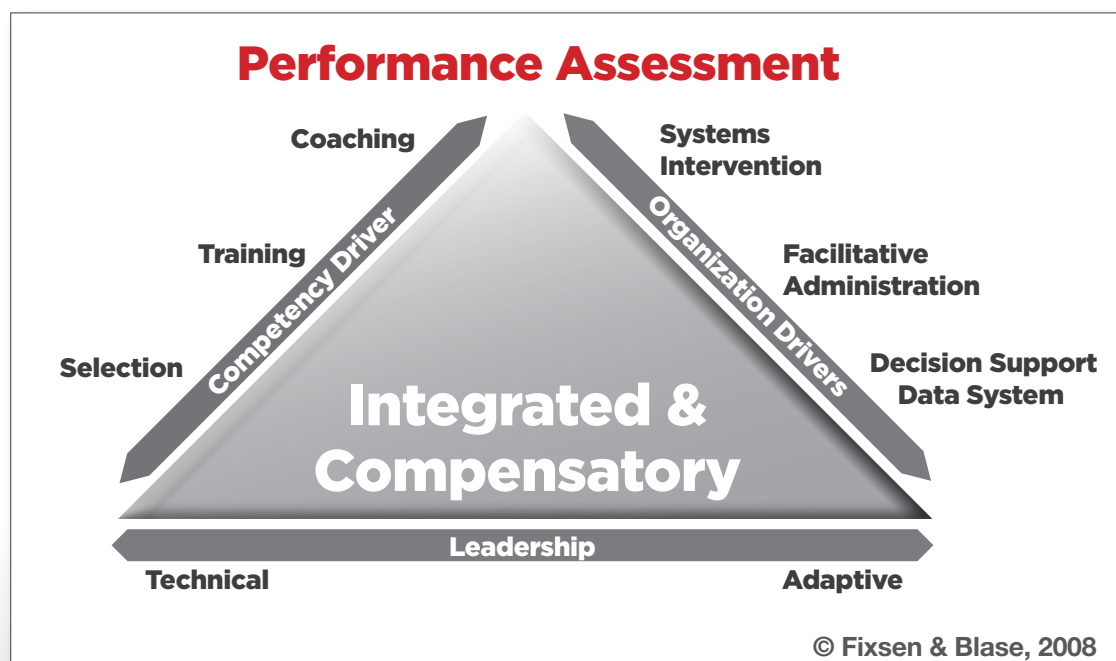 Performance Assessment
Coaching
Training
Selection
Competency Driver
Systems
Intervention
Facilitative
Administration
Decision Support
Data System
Organization Drivers
Integrated &
Compensatory
Leadership
Technical
Adaptive
© Fixsen & Blase, 2008